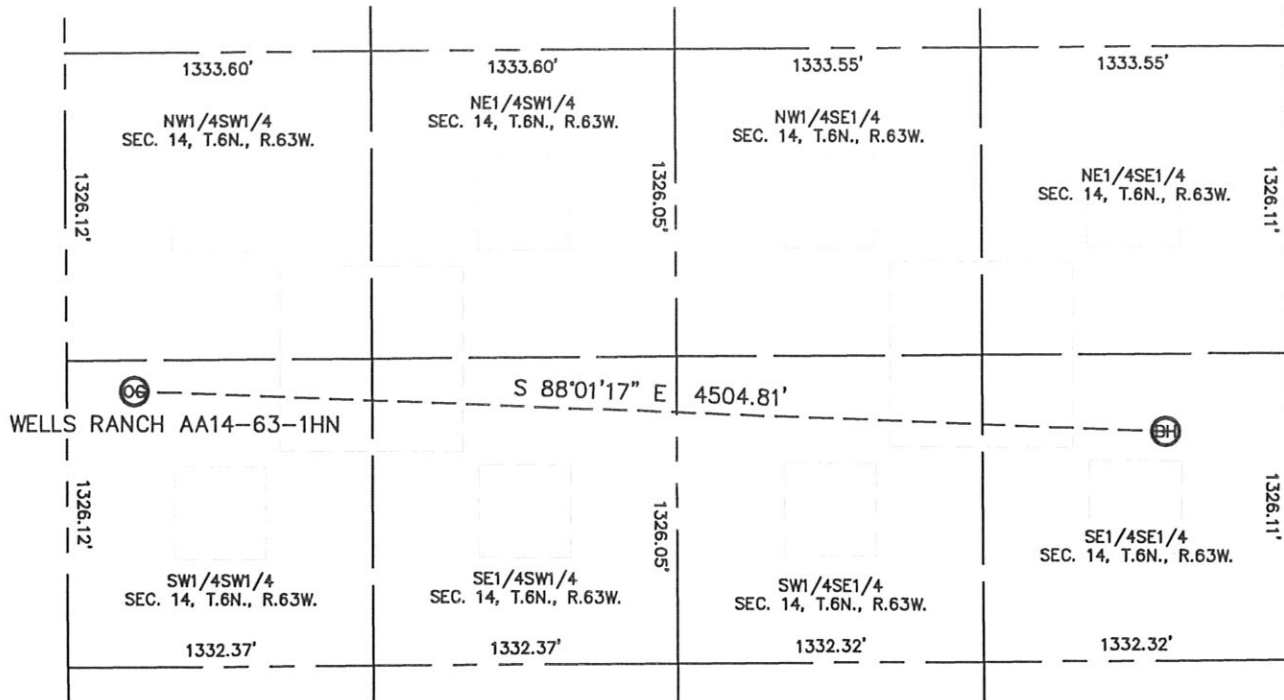 1333.60'
1333.60'
1333.55'
1333.55'
NW1/4SW1/4
SEC. 14, T.6N., R.63W.
NE1/4SW1/4
SEC. 14, T.6N., R.63W.
NW1/4SE1/4
SEC. 14, T.6N., R.63W.
NE1/4SE1/4
SEC. 14, T.6N., R.63W.
1326.12'
1326.05'
1326.11'
OG
S 88°01'17" E 4504.81'
BH
WELLS RANCH AA14-63-1HN
1326.12'
1326.05'
1326.11'
SW1/4SW1/4
SEC. 14, T.6N., R.63W.
SE1/4SW1/4
SEC. 14, T.6N., R.63W.
SW1/4SE1/4
SEC. 14, T.6N., R.63W.
SE1/4SE1/4
SEC. 14, T.6N., R.63W.
1332.37'
1332.37'
1332.32'
1332.32'